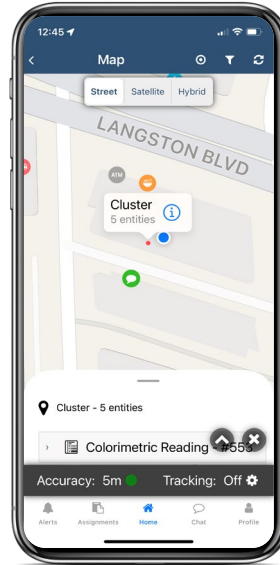 12:45
Map
Street Satellite Hybrid
LANGSTON BLVD
ATM
Cluster
5 entities
Cluster - 5 entities
Colorimetric Reading - #553
Accuracy: 5m Tracking: Off
Alerts Assignments Home Chat Profile